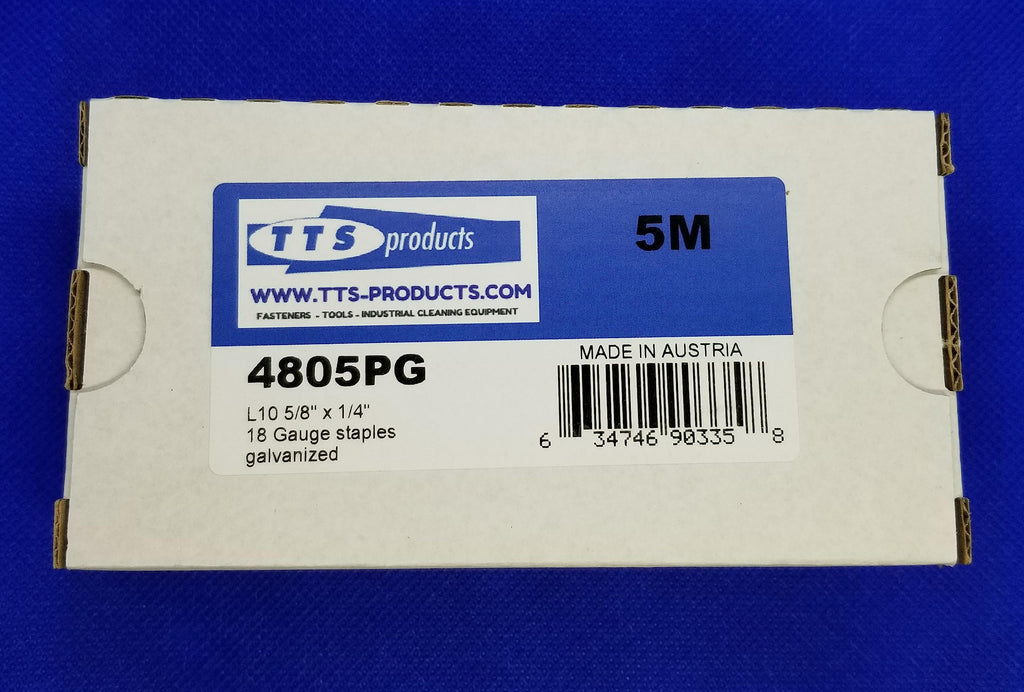 TTS products
5M
WWW.TTS-PRODUCTS.COM
FASTENERS - TOOLS - INDUSTRIAL CLEANING EQUIPMENT
4805PG
MADE IN AUSTRIA
L10 5/8" x 1/4"
18 Gauge staples
galvanized
6 34746 90335 8